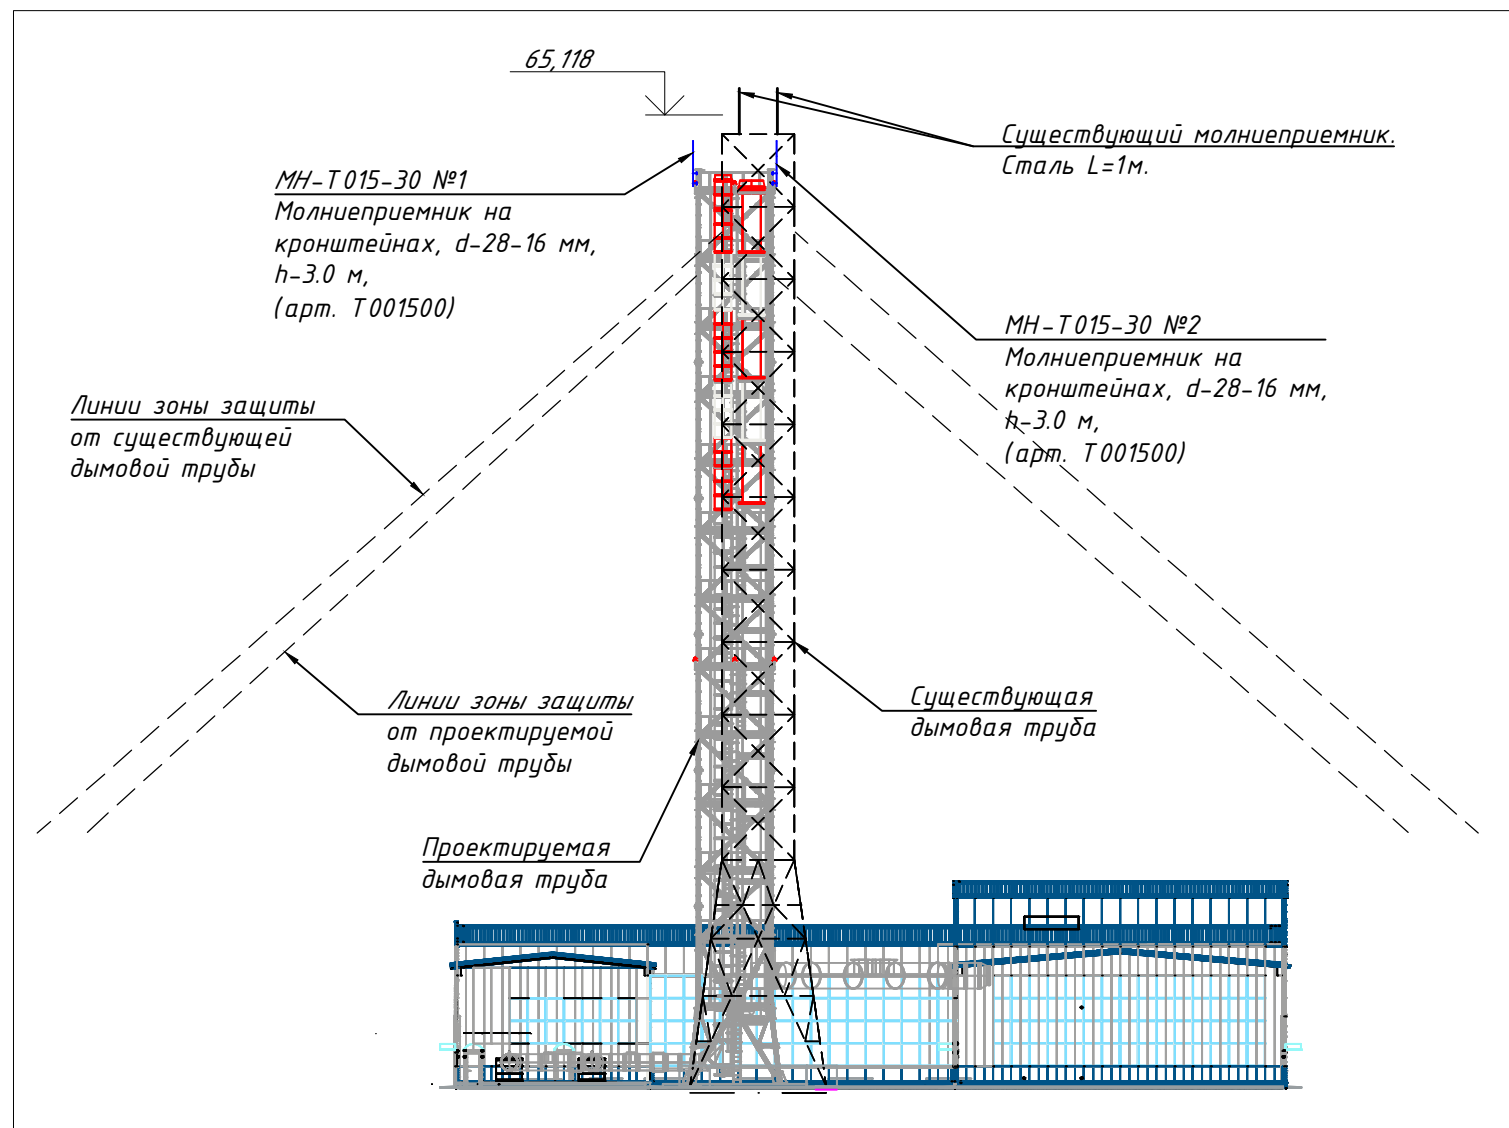 65,118
Существующий молниеприемник.
Сталь L=1м.
МН-Т015-30 №1
Молниеприемник на
кронштейнах, d-28-16 мм,
h-3.0 м,
(арт. Т001500)
МН-Т015-30 №2
Молниеприемник на
кронштейнах, d-28-16 мм,
h-3.0 м,
(арт. Т001500)
Линии зоны защиты
от существующей
дымовой трубы
Линии зоны защиты
от проектируемой
дымовой трубы
Существующая
дымовая труба
Проектируемая
дымовая труба